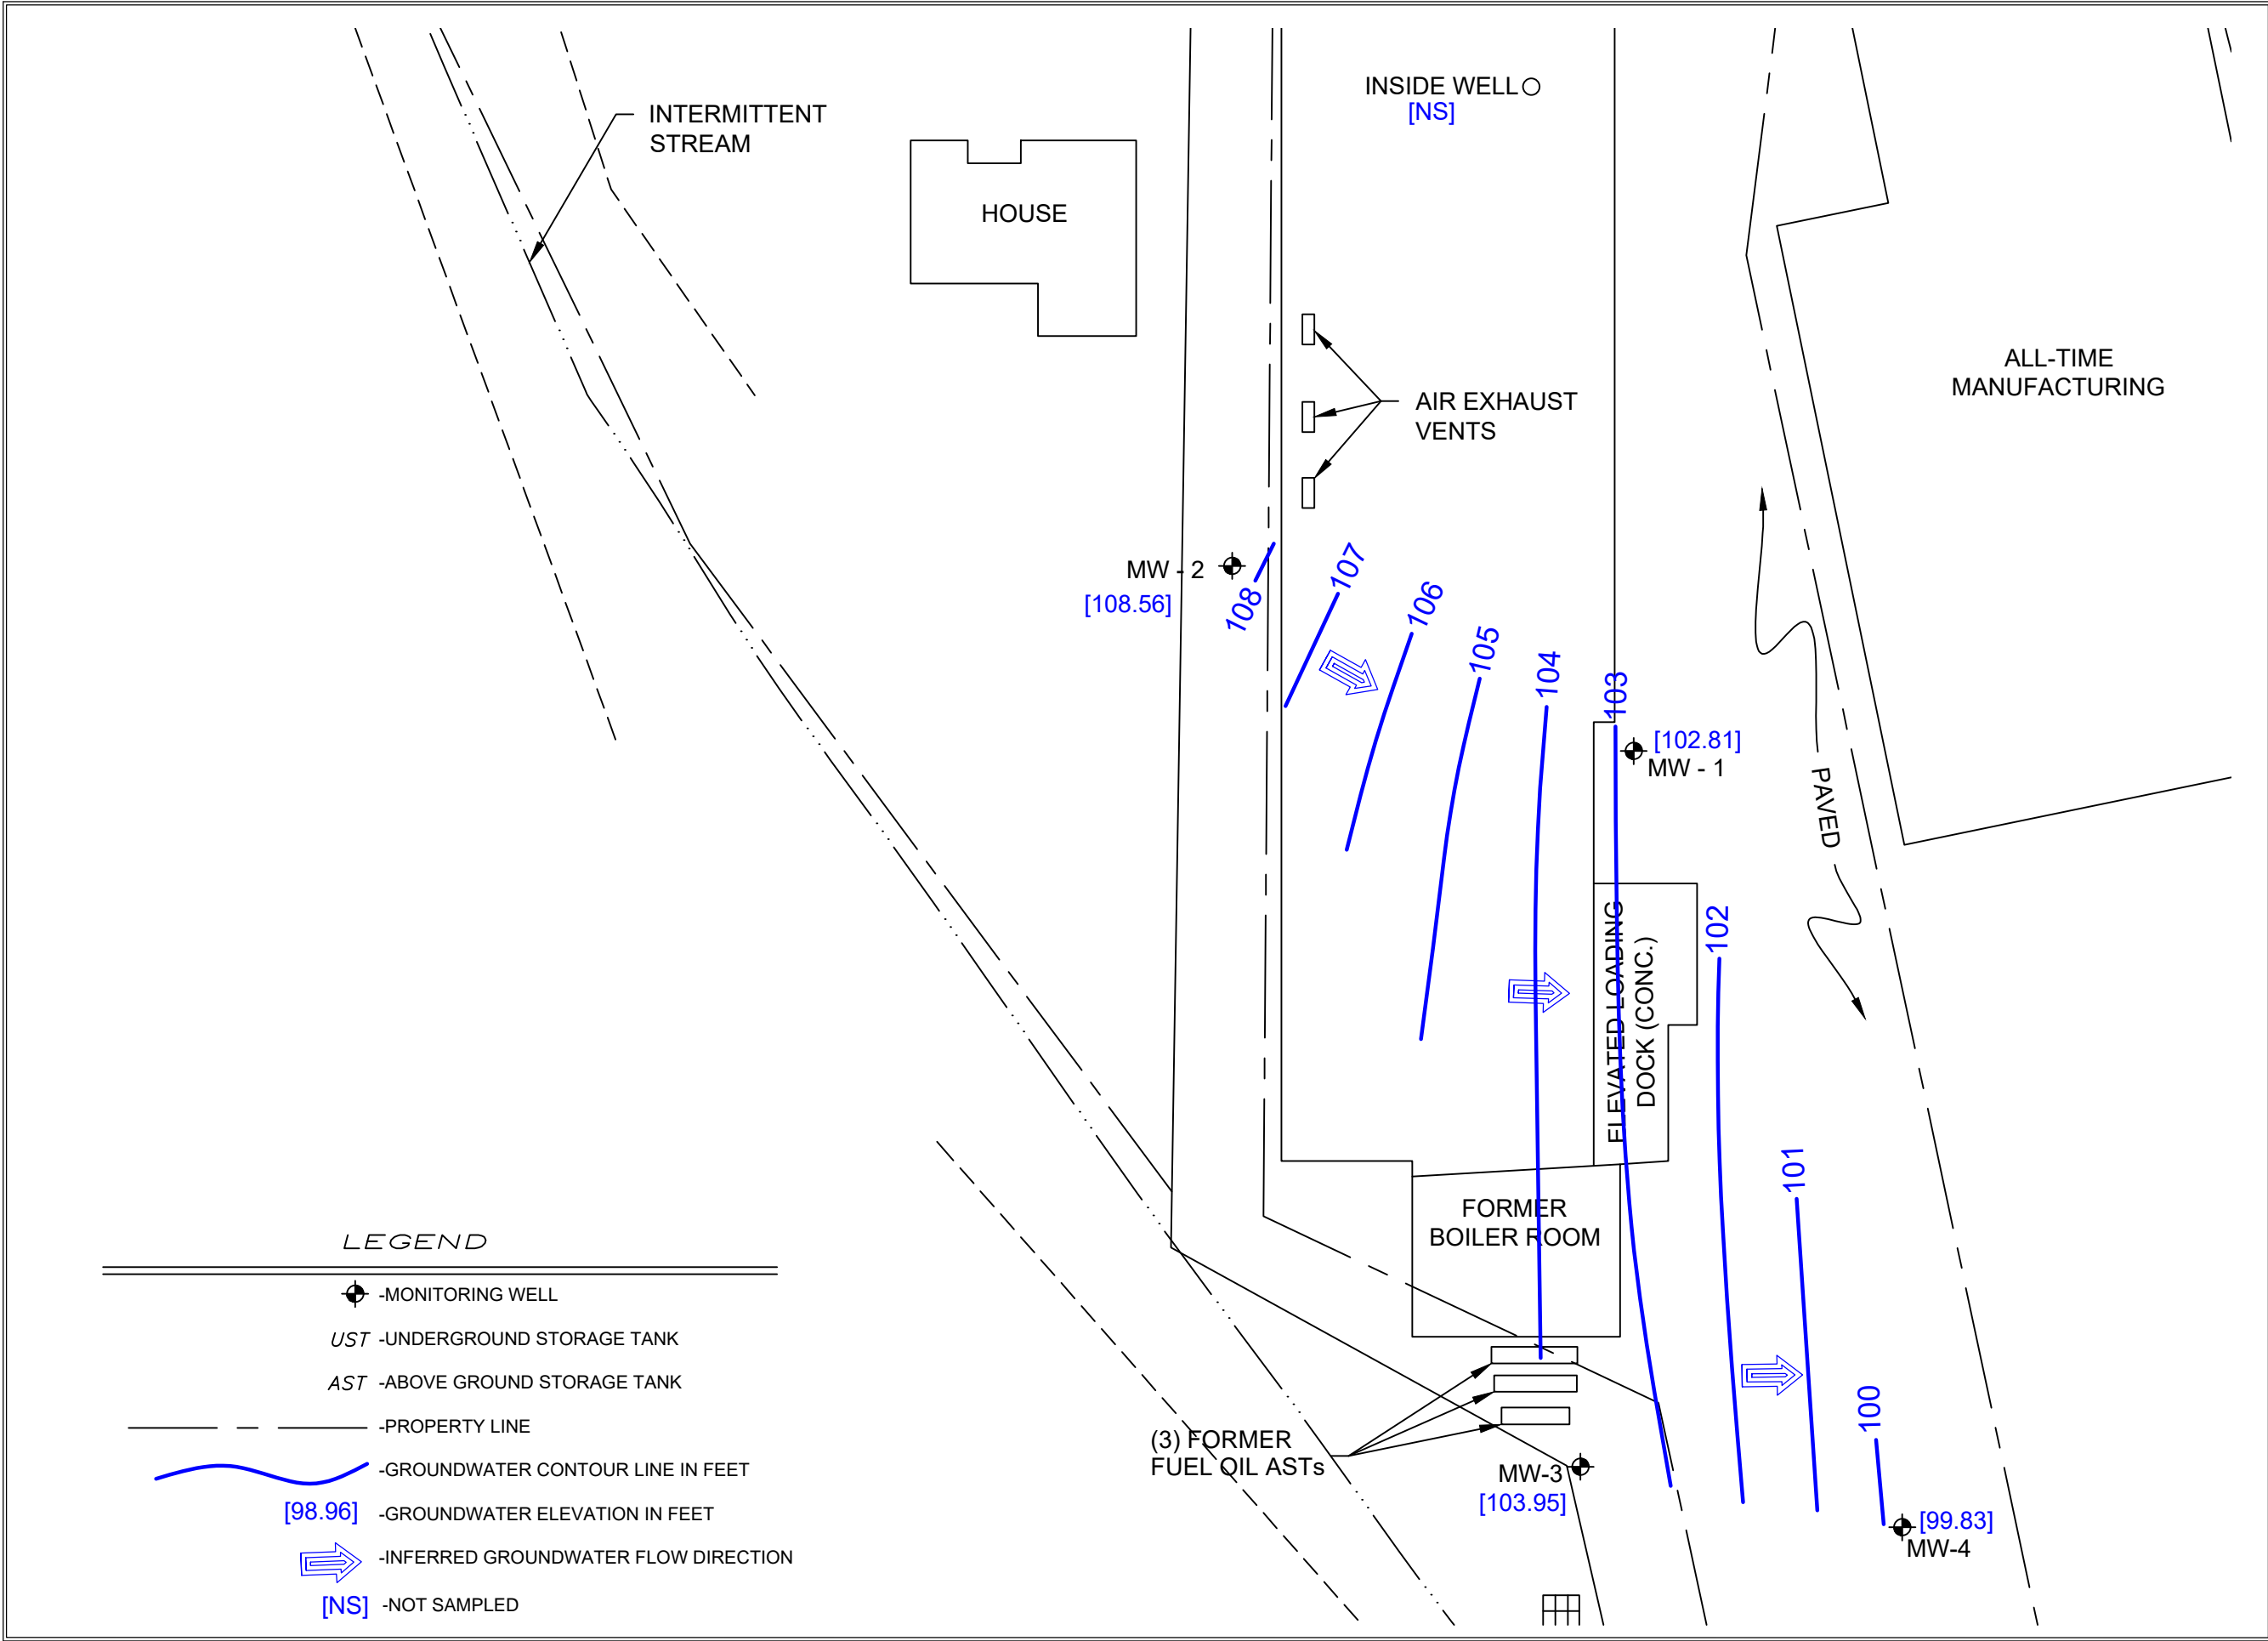 INTERMITTENT
STREAM
INSIDE WELL
[NS]
HOUSE
ALL-TIME
MANUFACTURING
AIR EXHAUST
VENTS
MW - 2
[108.56]
108
107
106
105
104
103
[102.81]
MW - 1
PAVED
ELEVATED LOADING
DOCK (CONC.)
102
101
100
FORMER
BOILER ROOM
(3) FORMER
FUEL OIL ASTs
MW-3
[103.95]
[99.83]
MW-4
LEGEND
-MONITORING WELL
UST -UNDERGROUND STORAGE TANK
AST -ABOVE GROUND STORAGE TANK
-PROPERTY LINE
-GROUNDWATER CONTOUR LINE IN FEET
[98.96] -GROUNDWATER ELEVATION IN FEET
-INFERRED GROUNDWATER FLOW DIRECTION
[NS] -NOT SAMPLED